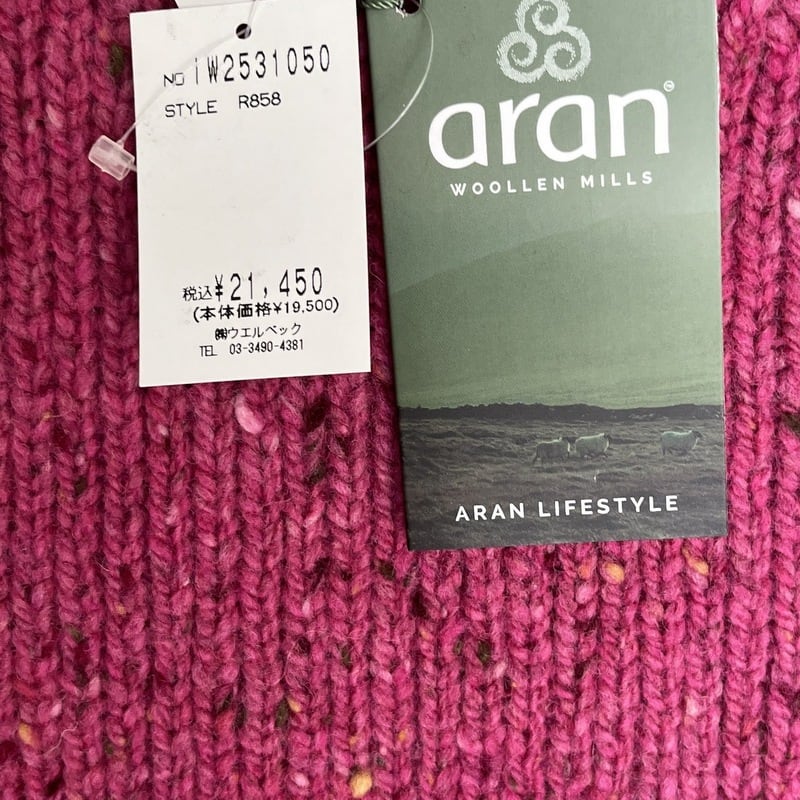 NO IW2531050
STYLE R858
税込¥21,450
(本体価格¥19,500)
㈱ウエルベック
TEL 03-3490-4381
aran™
WOOLLEN MILLS
ARAN LIFESTYLE